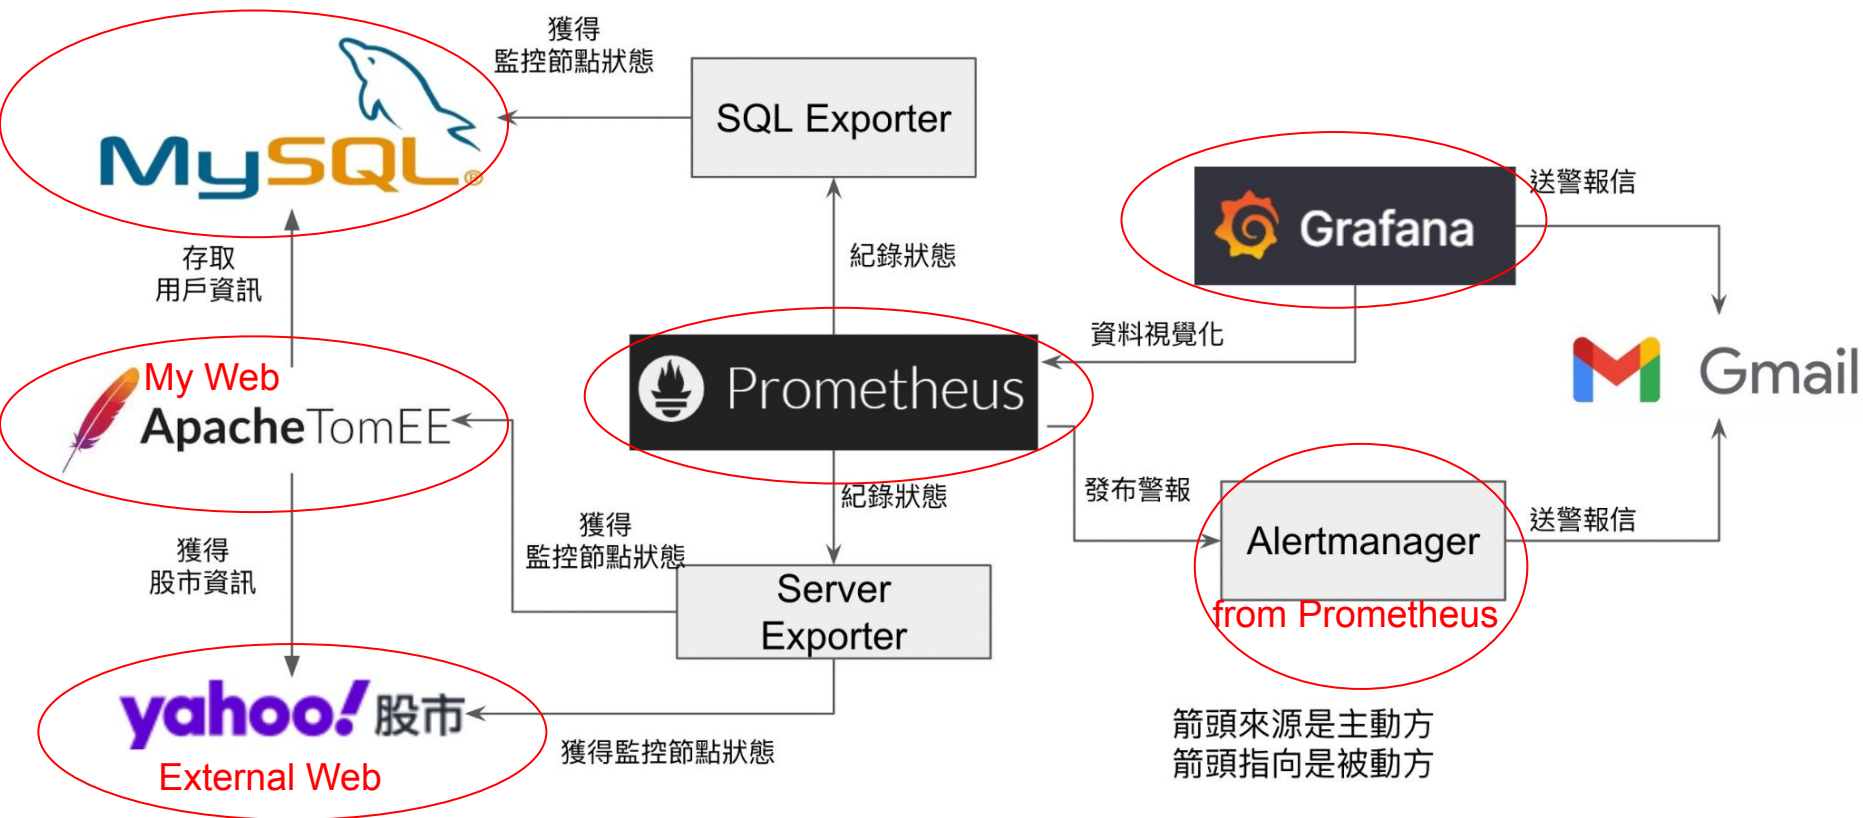 獲得
監控節點狀態
MySQL®
SQL Exporter
送警報信
Grafana
存取
用戶資訊
紀錄狀態
資料視覺化
My Web
Apache TomEE
Prometheus
Gmail
紀錄狀態
發布警報
獲得
監控節點狀態
送警報信
Alertmanager
獲得
股市資訊
Server
Exporter
from Prometheus
yahoo!股市
External Web
獲得監控節點狀態
箭頭來源是主動方
箭頭指向是被動方